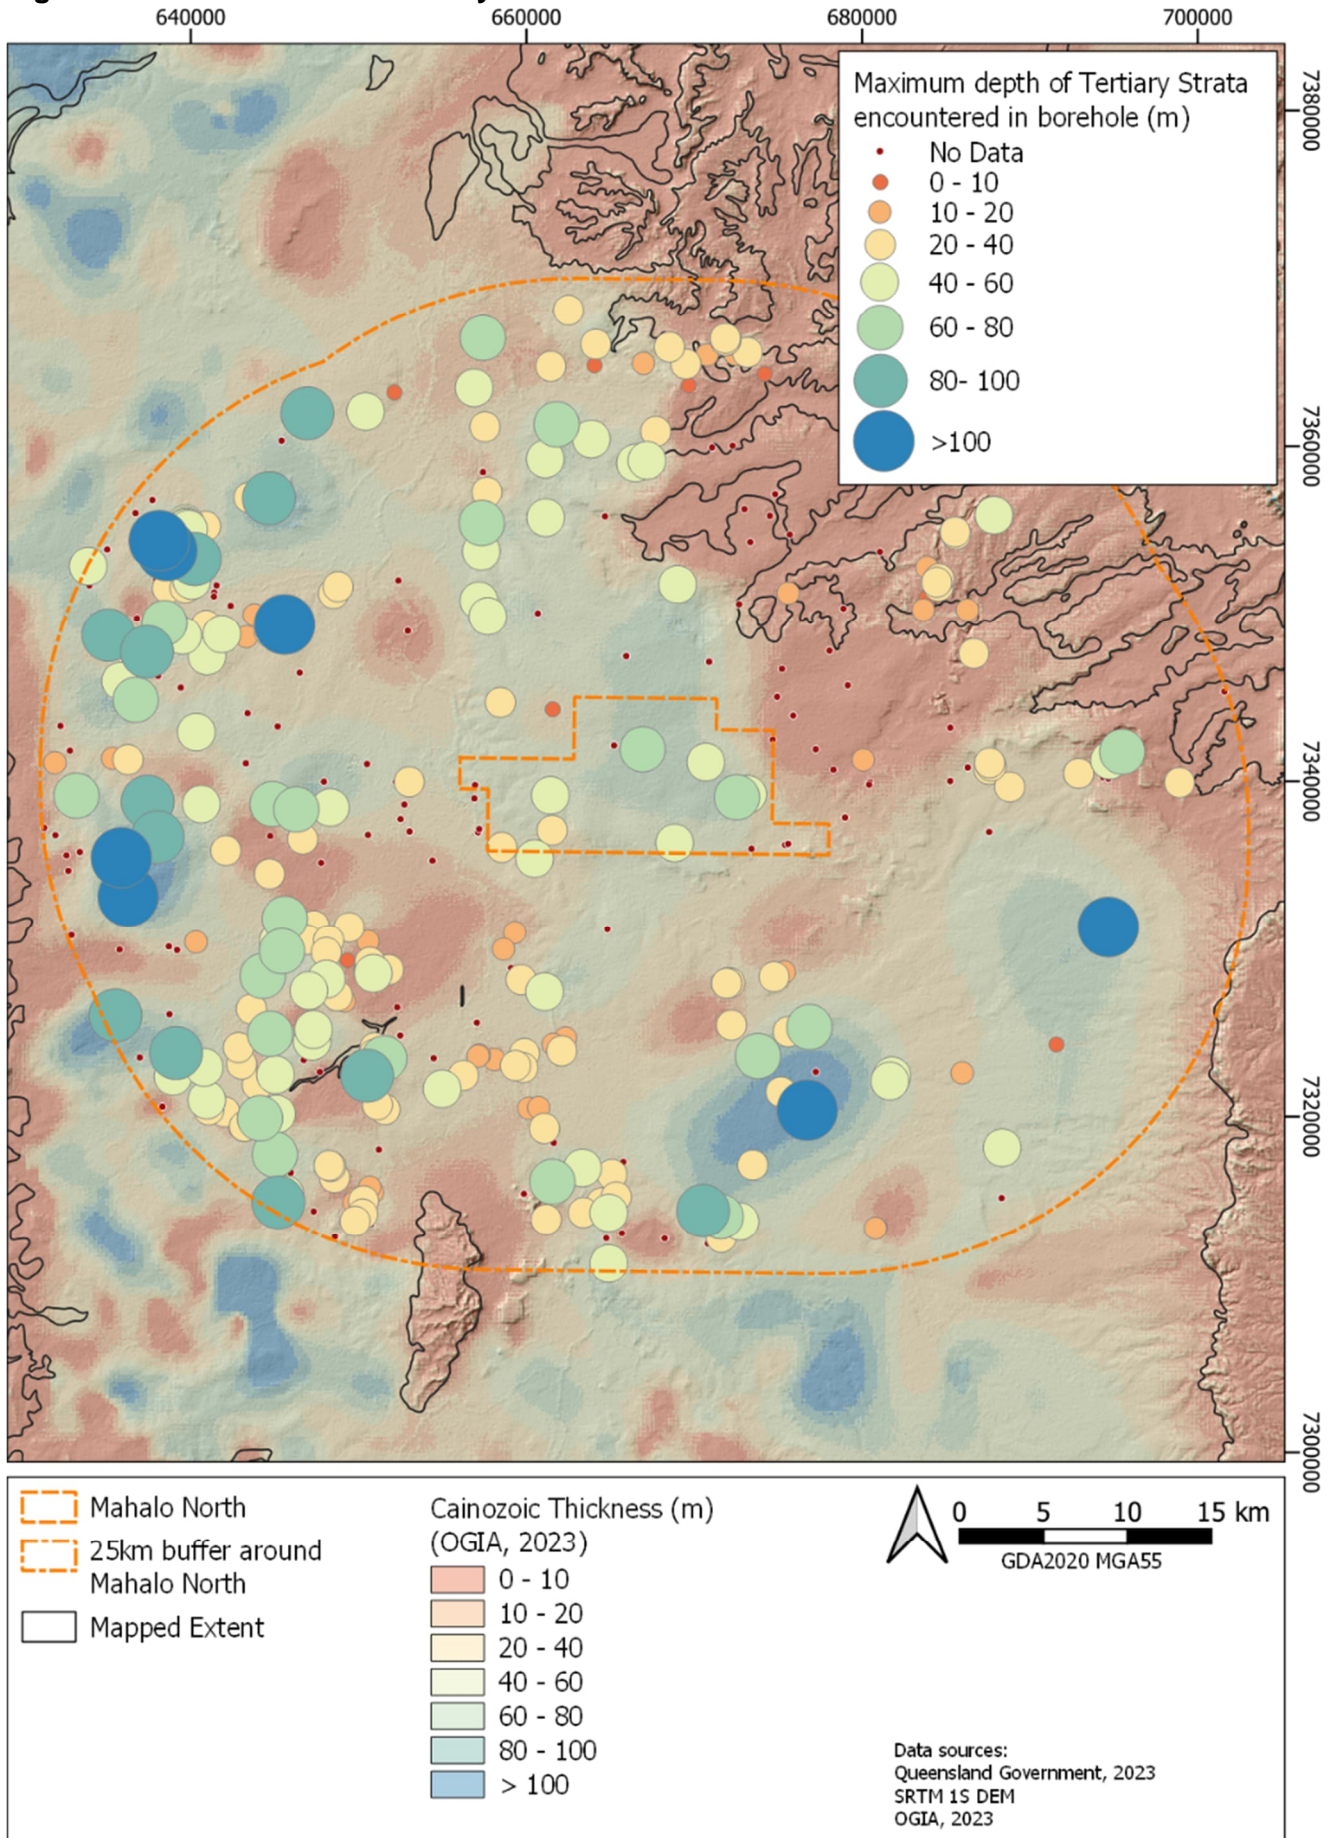 640000 660000 680000 700000
Maximum depth of Tertiary Strata
encountered in borehole (m)
No Data
0 - 10
10 - 20
20 - 40
40 - 60
60 - 80
80- 100
>100
7380000
7360000
7340000
7320000
7300000
Mahalo North
25km buffer around
Mahalo North
Mapped Extent
Cainozoic Thickness (m)
(OGIA, 2023)
0 - 10
10 - 20
20 - 40
40 - 60
60 - 80
80 - 100
> 100
0 5 10 15 km
GDA2020 MGA55
Data sources:
Queensland Government, 2023
SRTM 1S DEM
OGIA, 2023